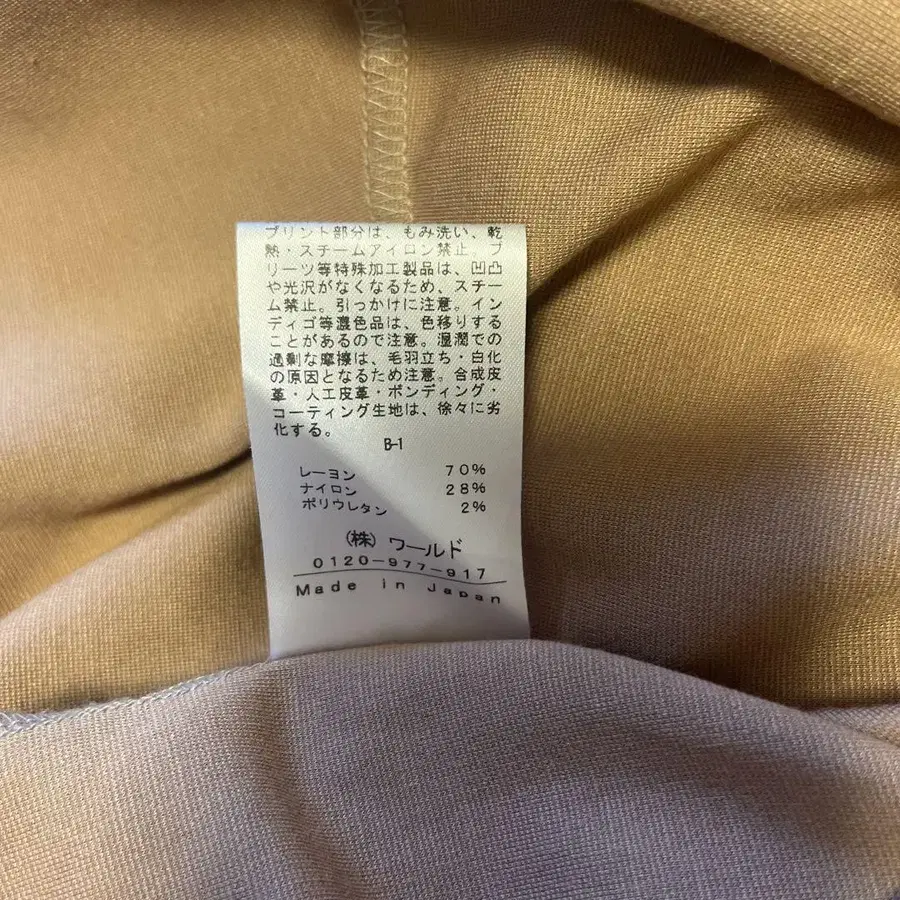 プリント部分は、もみ洗い、乾
熱・スチームアイロン禁止。プ
リーツ等特殊加工製品は、凹凸
や光沢がなくなるため、スチー
ム禁止。引っかけに注意。イン
ディゴ等濃色品は、色移りする
ことがあるので注意。湿潤での
過剰な摩擦は、毛羽立ち・白化
の原因となるため注意。合成皮
革・人工皮革・ボンディング・
コーティング生地は、徐々に劣
化する。
B-1
レーヨン 70%
ナイロン 28%
ポリウレタン 2%
(株) ワールド
0120-977-917
Made in Japan